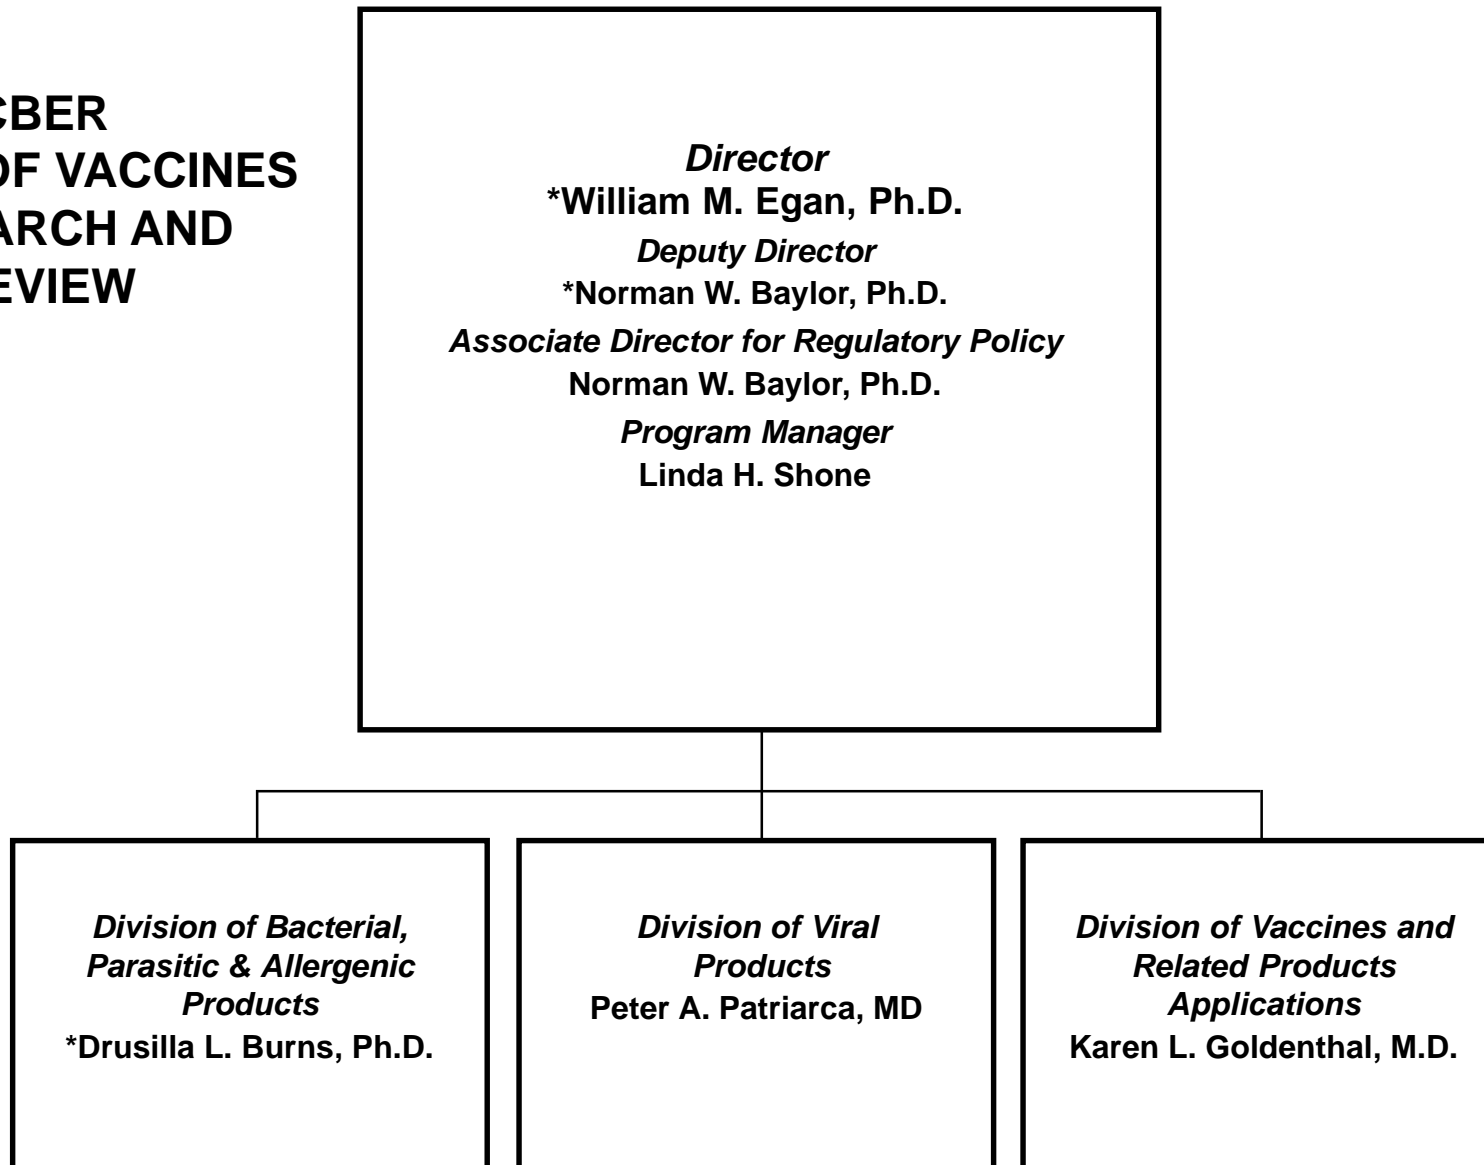 CBER
OF VACCINES
ARCH AND
EVIEW
Director
*William M. Egan, Ph.D.
Deputy Director
*Norman W. Baylor, Ph.D.
Associate Director for Regulatory Policy
Norman W. Baylor, Ph.D.
Program Manager
Linda H. Shone
Division of Bacterial,
Parasitic & Allergenic
Products
*Drusilla L. Burns, Ph.D.
Division of Viral
Products
Peter A. Patriarca, MD
Division of Vaccines and
Related Products
Applications
Karen L. Goldenthal, M.D.